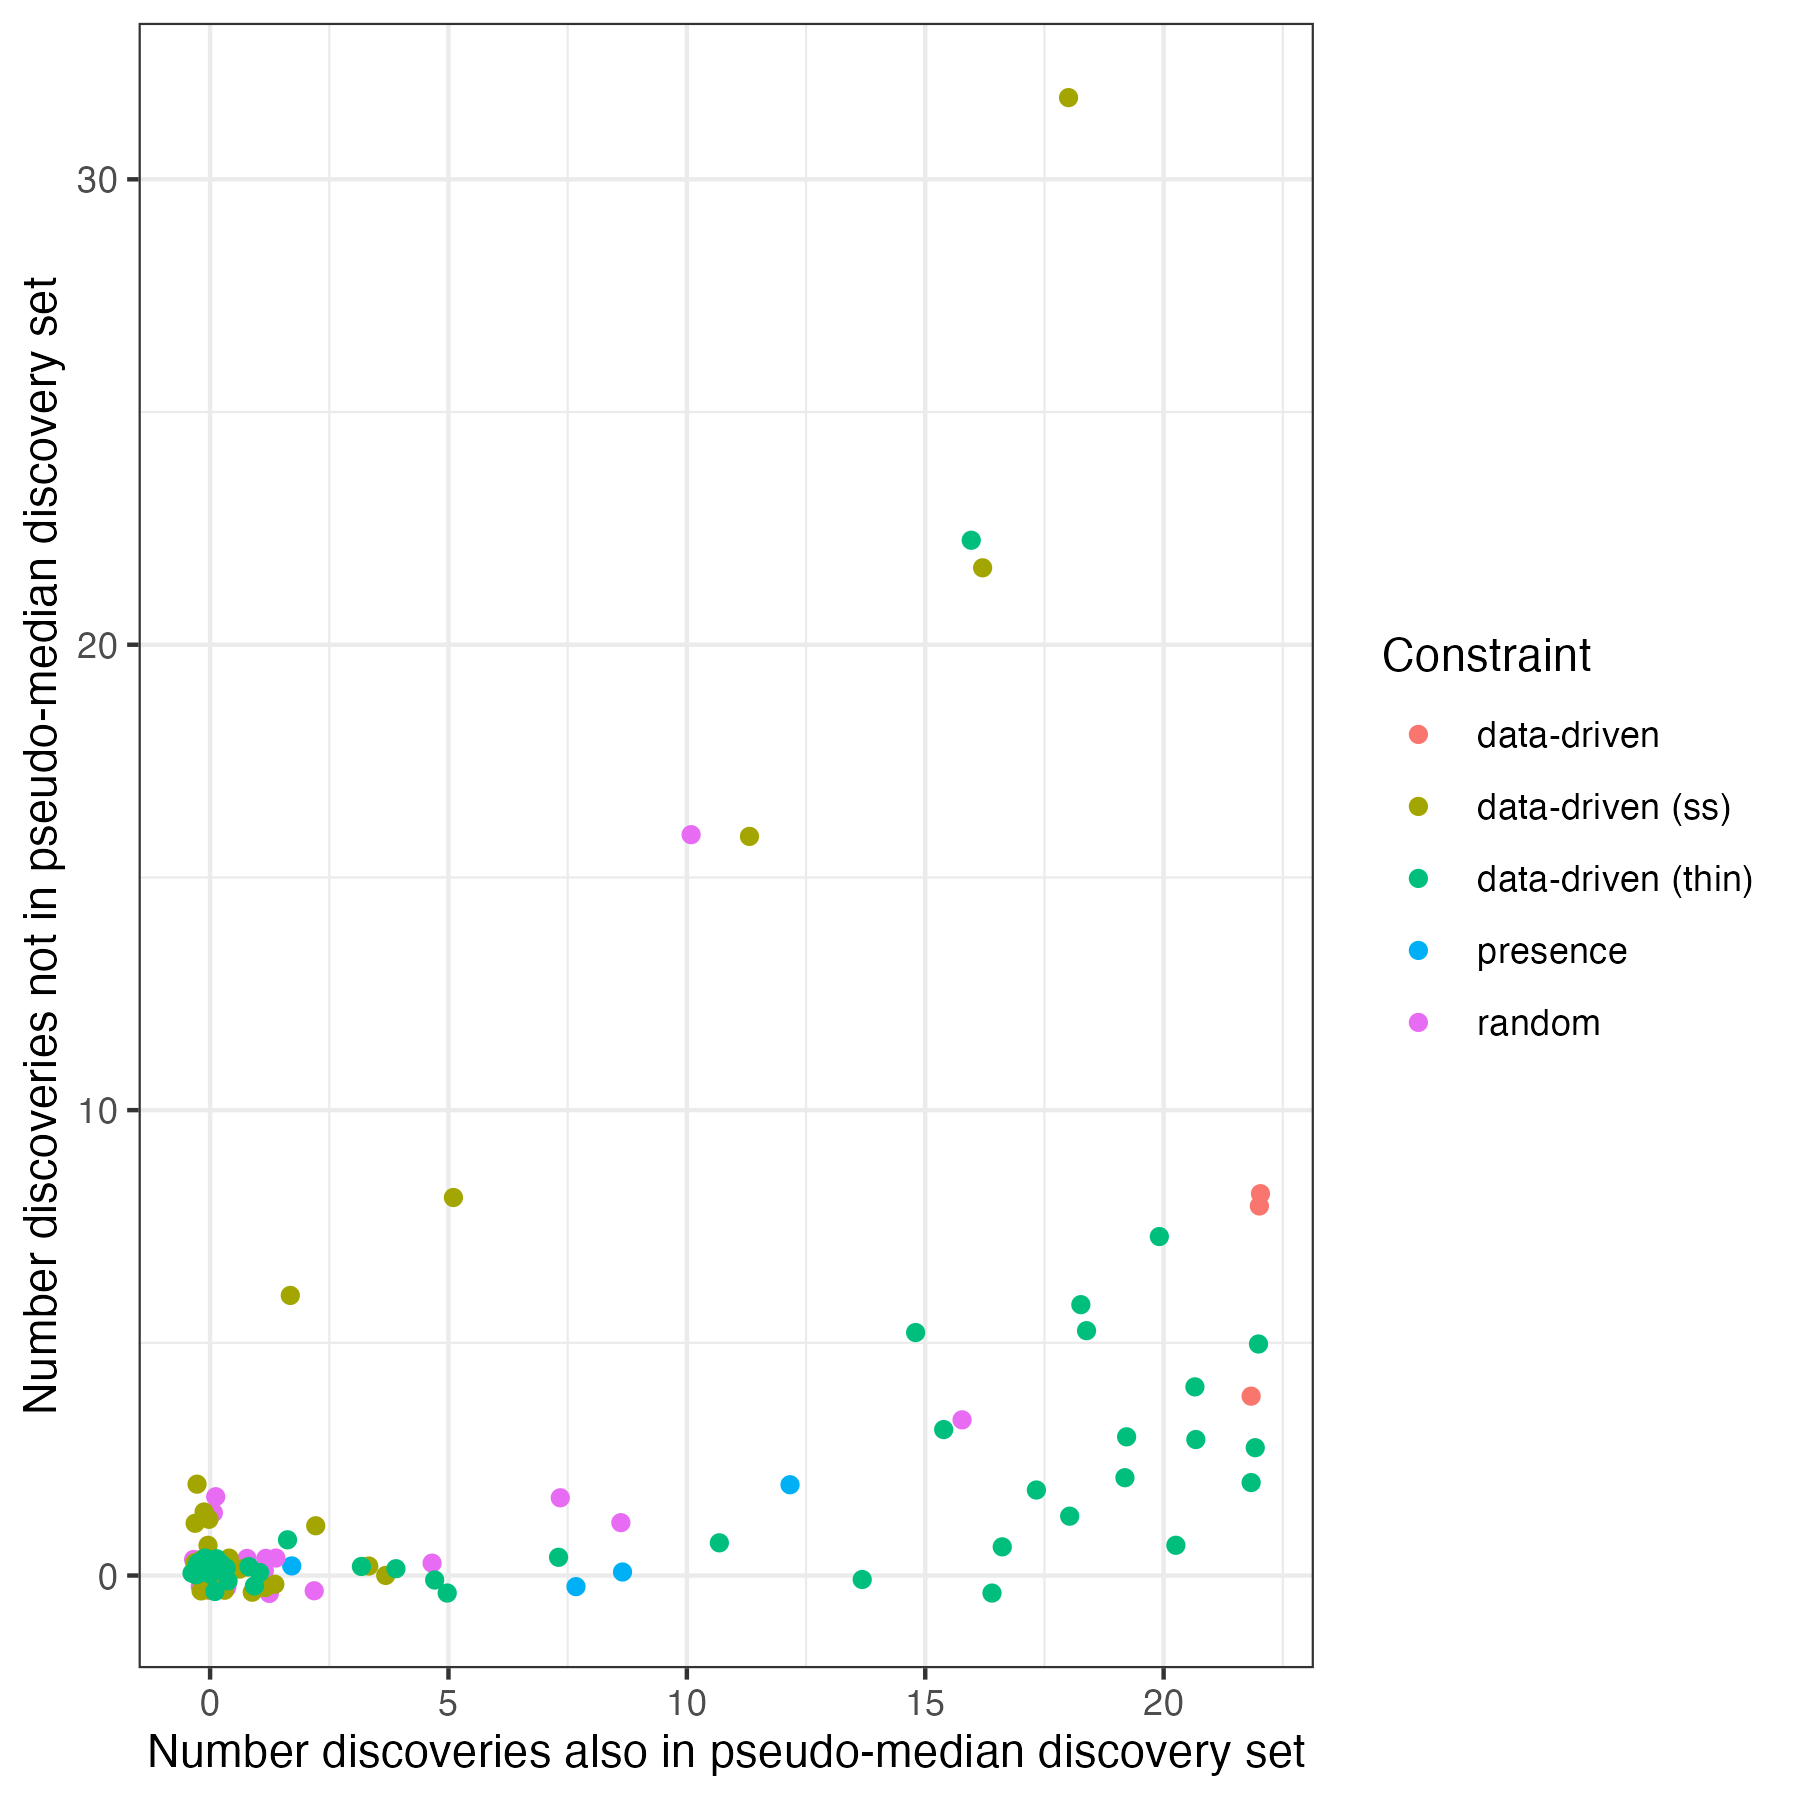 Number discoveries not in pseudo-median discovery set
30
20
10
0
0 5 10 15 20
Number discoveries also in pseudo-median discovery set
Constraint
data-driven
data-driven (ss)
data-driven (thin)
presence
random